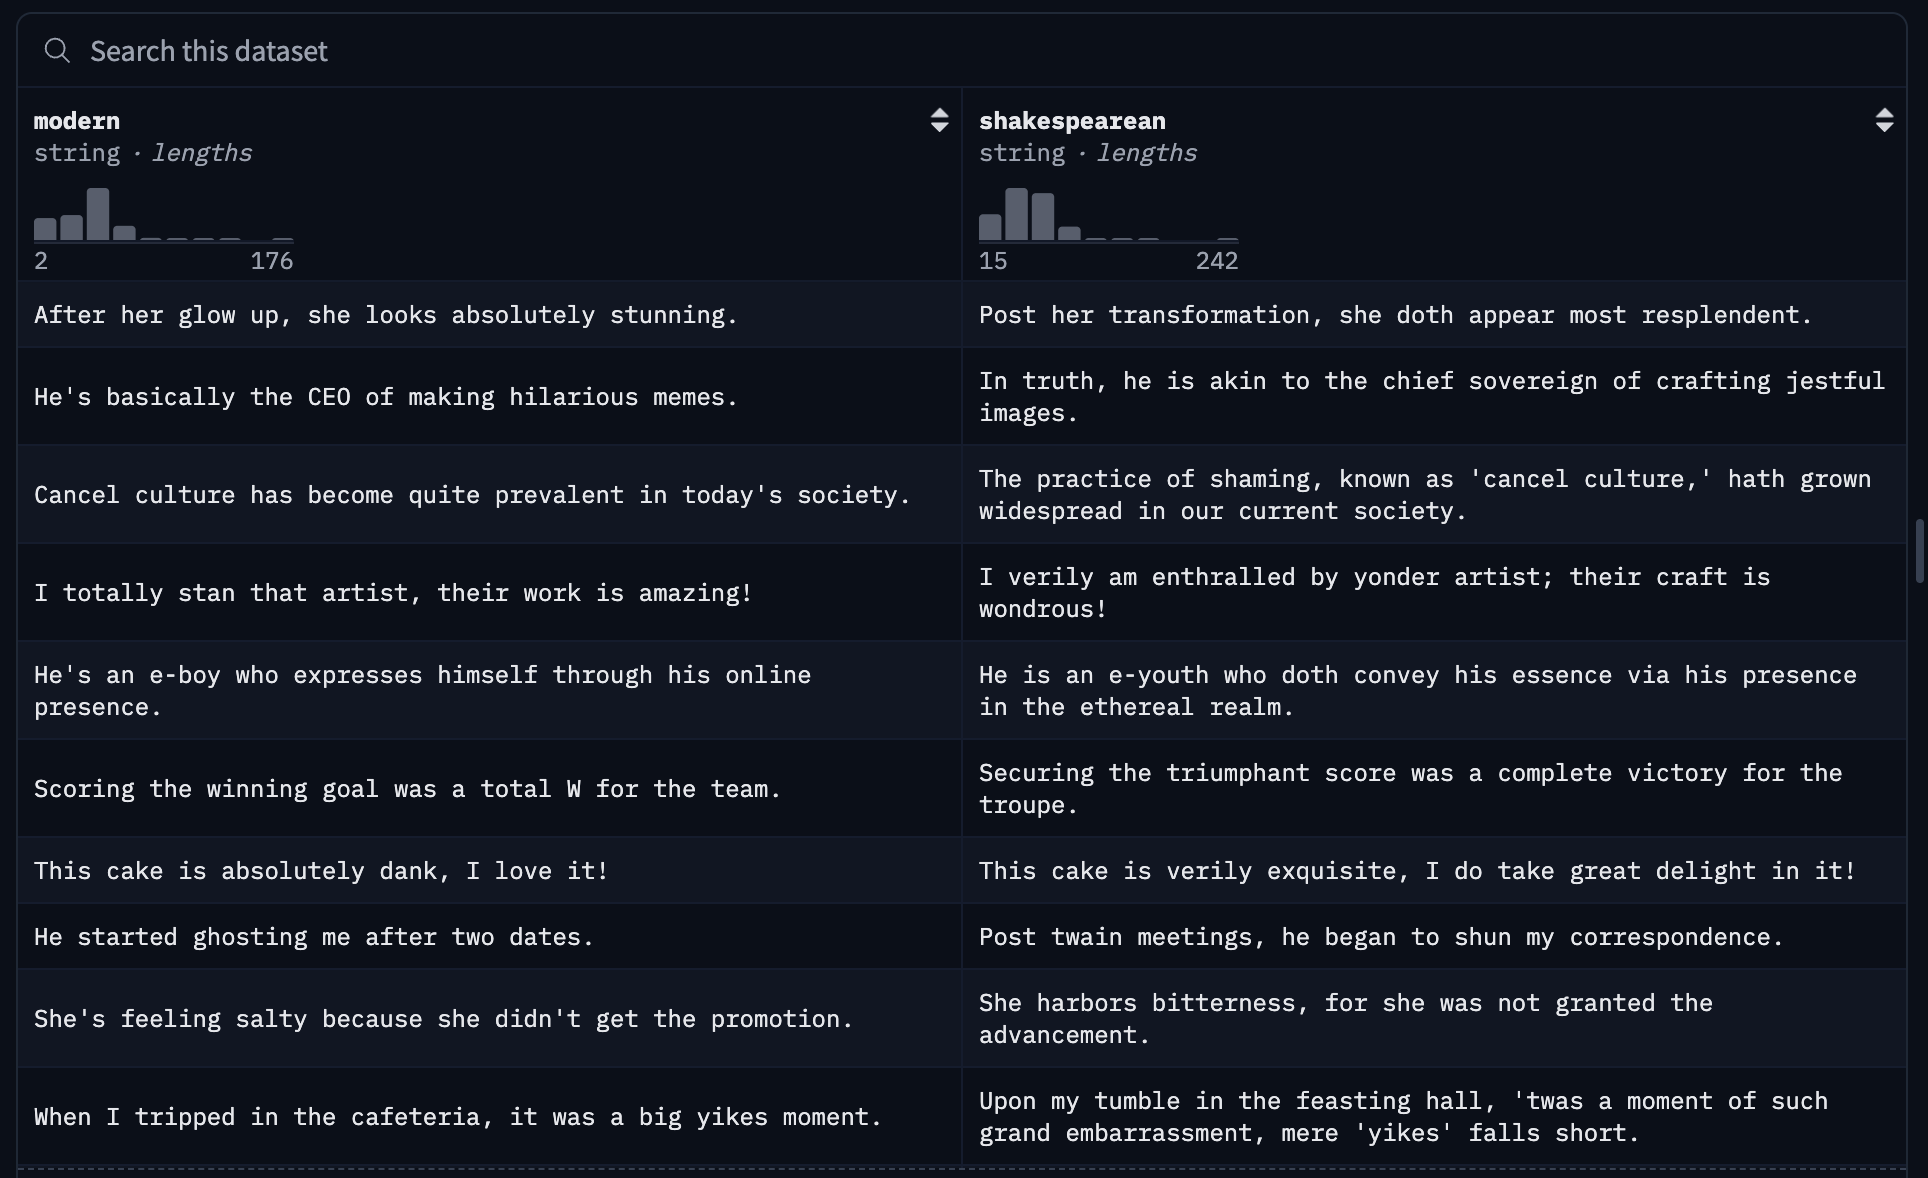 Search this dataset
modern
string · lengths
2 176
shakespearean
string · lengths
15 242
After her glow up, she looks absolutely stunning.
Post her transformation, she doth appear most resplendent.
He's basically the CEO of making hilarious memes.
In truth, he is akin to the chief sovereign of crafting jestful
images.
Cancel culture has become quite prevalent in today's society.
The practice of shaming, known as 'cancel culture,' hath grown
widespread in our current society.
I totally stan that artist, their work is amazing!
I verily am enthralled by yonder artist; their craft is
wondrous!
He's an e-boy who expresses himself through his online
presence.
He is an e-youth who doth convey his essence via his presence
in the ethereal realm.
Scoring the winning goal was a total W for the team.
Securing the triumphant score was a complete victory for the
troupe.
This cake is absolutely dank, I love it!
This cake is verily exquisite, I do take great delight in it!
He started ghosting me after two dates.
Post twain meetings, he began to shun my correspondence.
She's feeling salty because she didn't get the promotion.
She harbors bitterness, for she was not granted the
advancement.
When I tripped in the cafeteria, it was a big yikes moment.
Upon my tumble in the feasting hall, 'twas a moment of such
grand embarrassment, mere 'yikes' falls short.